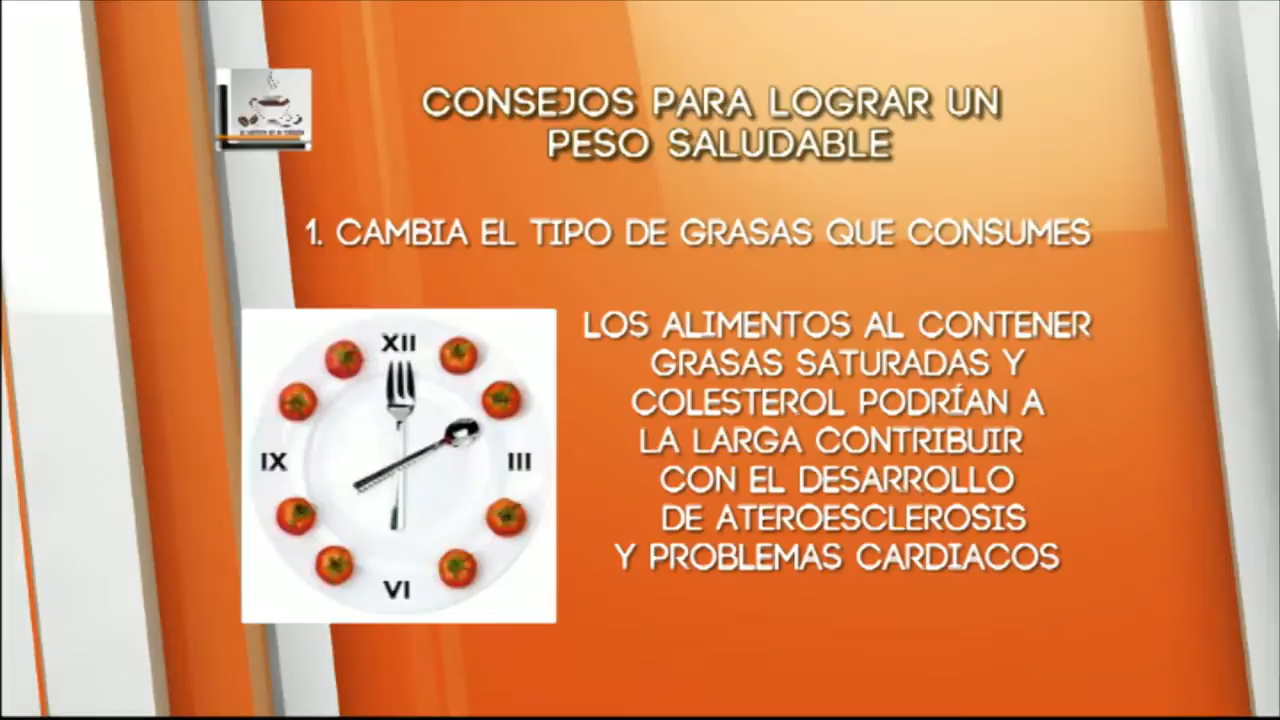 CONSEJOS PARA LOGRAR UN
PESO SALUDABLE
1. CAMBIA EL TIPO DE GRASAS QUE CONSUMES
LOS ALIMENTOS AL CONTENER
GRASAS SATURADAS Y
COLESTEROL PODRÍAN A
LA LARGA CONTRIBUIR
CON EL DESARROLLO
DE ATEROESCLEROSIS
Y PROBLEMAS CARDIACOS
XII
IX
III
VI